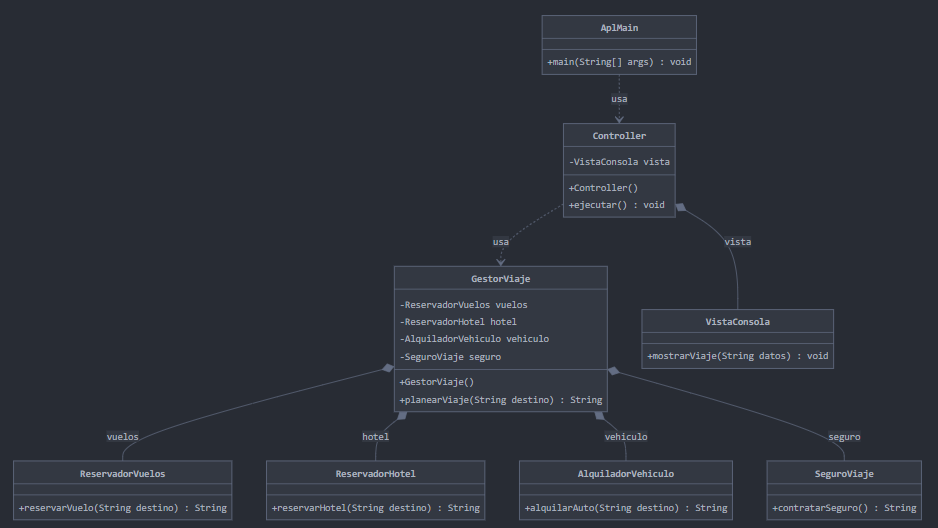 AplMain
+main(String[] args) : void
usa
Controller
-VistaConsola vista
+Controller()
+ejecutar() : void
usa
vista
GestorViaje
-ReservadorVuelos vuelos
-ReservadorHotel hotel
-AlquiladorVehiculo vehiculo
-SeguroViaje seguro
+GestorViaje()
+planearViaje(String destino) : String
VistaConsola
+mostrarViaje(String datos) : void
vuelos
hotel
vehiculo
seguro
ReservadorVuelos
+reservarVuelo(String destino) : String
ReservadorHotel
+reservarHotel(String destino) : String
AlquiladorVehiculo
+alquilarAuto(String destino) : String
SeguroViaje
+contratarSeguro() : String